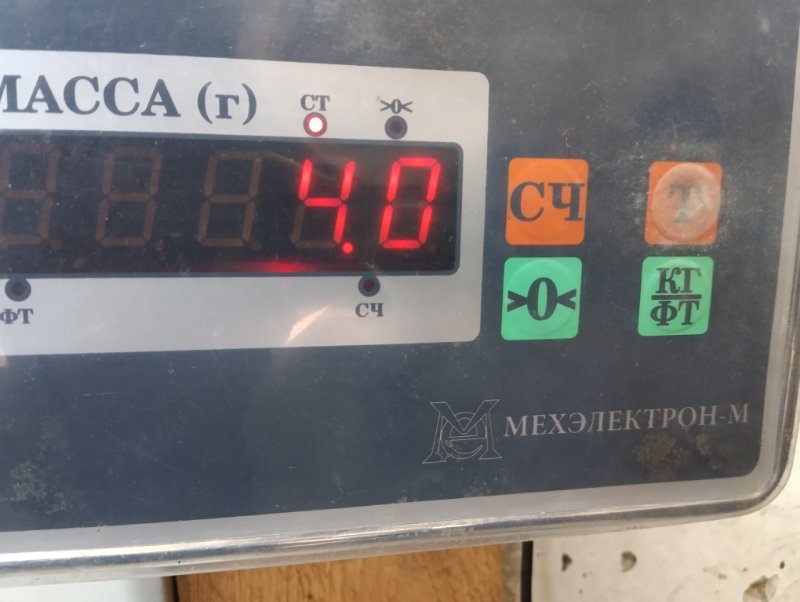 МАССА (г)
СТ >0<
4.0
СЧ Т
>0< КГ
ФТ
ФТ СЧ
МЕХЭЛЕКТРОН-М